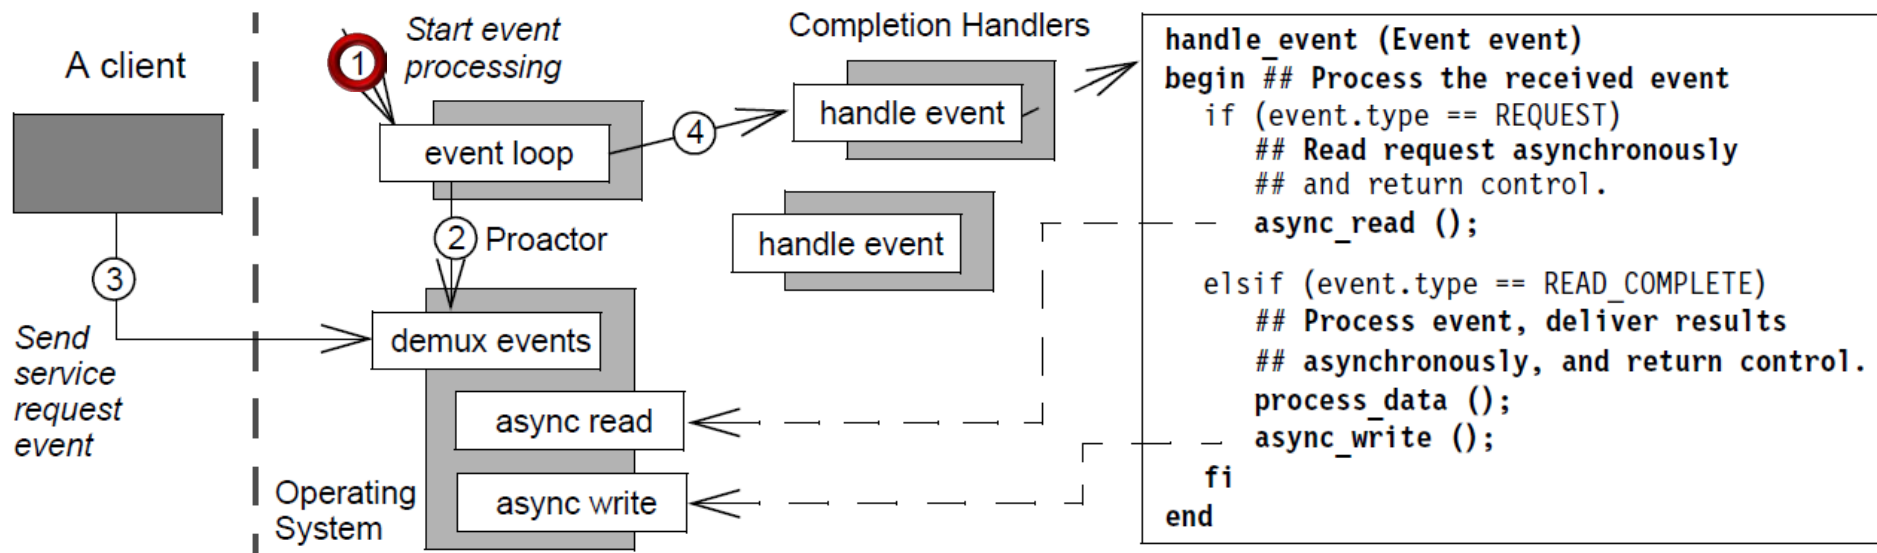 A client
Start event
processing
1
event loop
2
Proactor
3
Send
service
request
event
demux events
async read
async write
Operating
System
Completion Handlers
4
handle event
handle event
handle_event (Event event)
begin ## Process the received event
if (event.type == REQUEST)
## Read request asynchronously
## and return control.
async_read ();
elsif (event.type == READ_COMPLETE)
## Process event, deliver results
## asynchronously, and return control.
process_data ();
async_write ();
fi
end